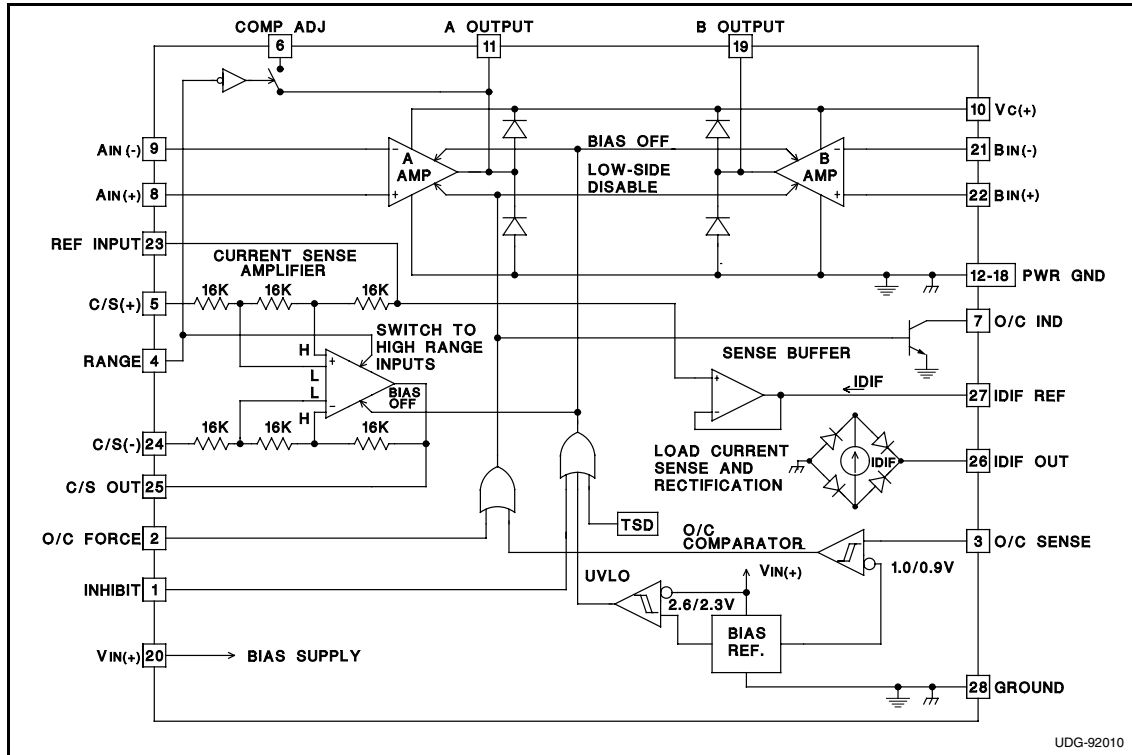 COMP ADJ
A OUTPUT
B OUTPUT
6
11
19
10 VC(+)
AIN(-) 9
A AMP
BIAS OFF
B AMP
21 BIN(-)
LOW-SIDE
DISABLE
AIN(+) 8
22 BIN(+)
REF INPUT 23
CURRENT SENSE
AMPLIFIER
12-18 PWR GND
C/S(+) 5
16K
16K
16K
7 O/C IND
RANGE 4
SWITCH TO
HIGH RANGE
INPUTS
H
+
L
L
-
H
BIAS
OFF
SENSE BUFFER
IDIF
27 IDIF REF
C/S(-) 24
16K
16K
16K
LOAD CURRENT
SENSE AND
RECTIFICATION
IDIF
26 IDIF OUT
C/S OUT 25
TSD
O/C FORCE 2
O/C
COMPARATOR
3 O/C SENSE
1.0/0.9V
INHIBIT 1
UVLO
VIN(+)
2.6/2.3V
BIAS
REF.
VIN(+) 20
BIAS SUPPLY
28 GROUND
UDG-92010